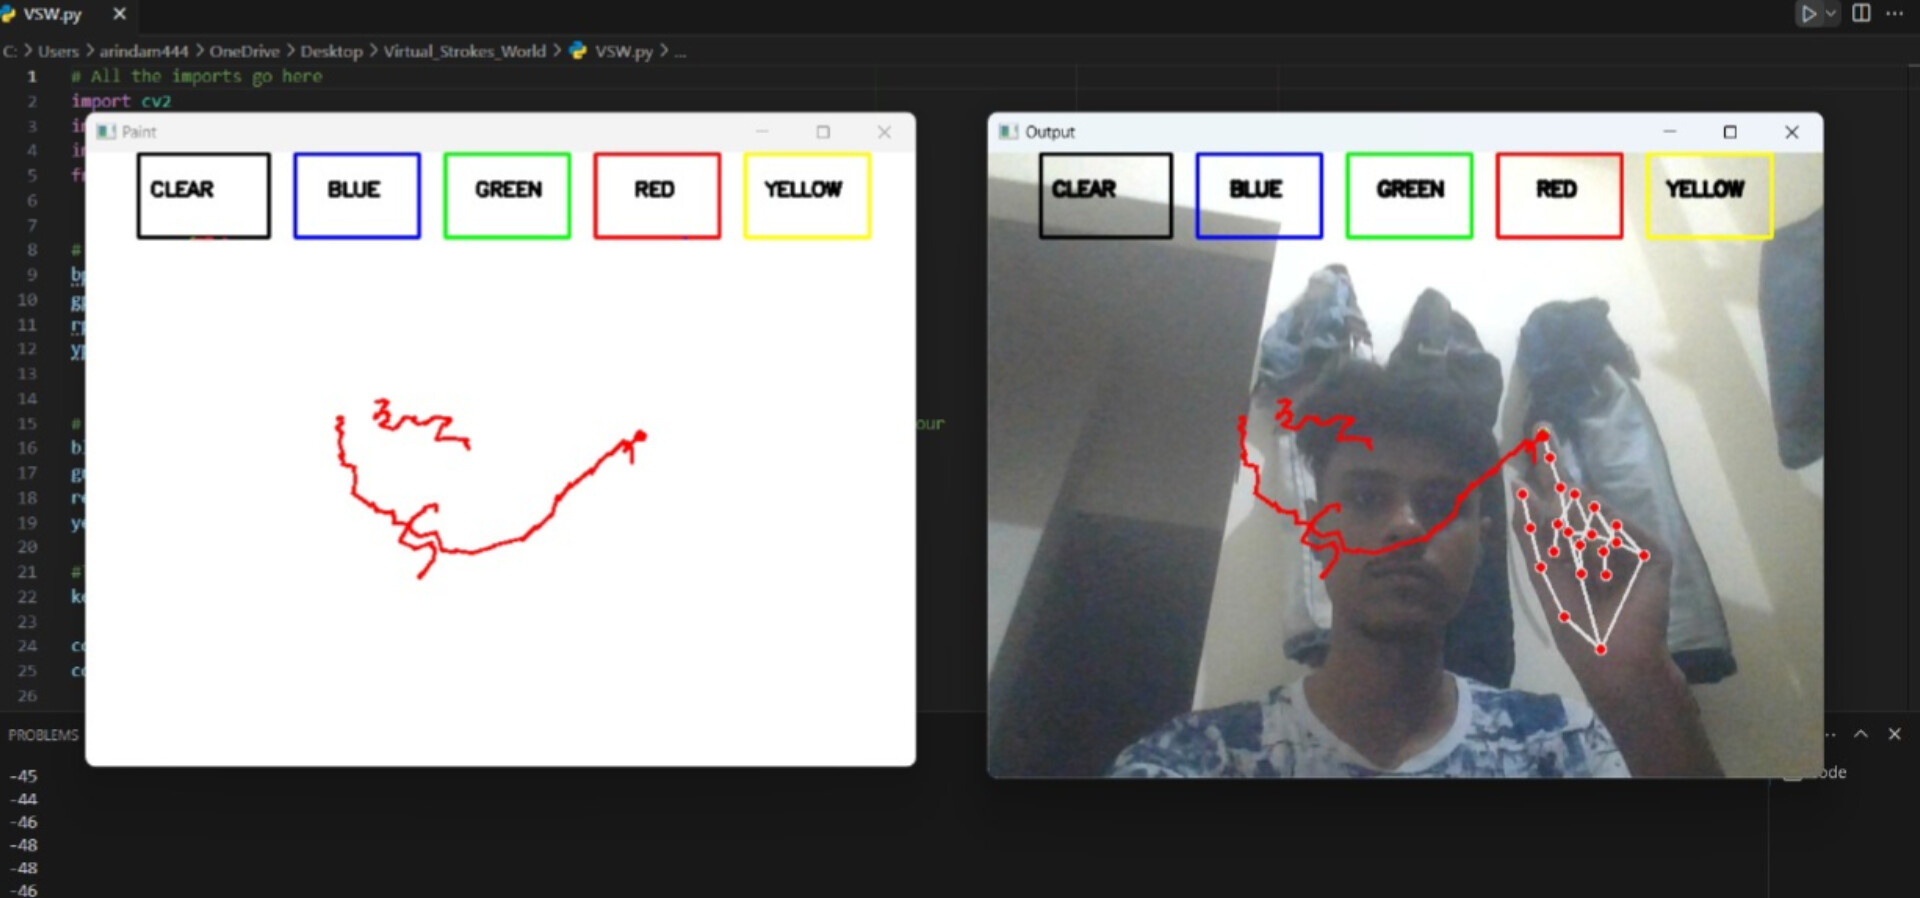 VSW.py
C: > Users > arindam444 > OneDrive > Desktop > Virtual_Strokes_World > VSW.py > ...
1 # All the imports go here
2 import cv2
3
4
5
6
7
8 #
9
10
11
12
13
14
15 # our
16
17
18
19
20
21 #
22
23
24
25
26
Paint
CLEAR BLUE GREEN RED YELLOW
Output
CLEAR BLUE GREEN RED YELLOW
PROBLEMS
-45
-44
-46
-48
-48
-46